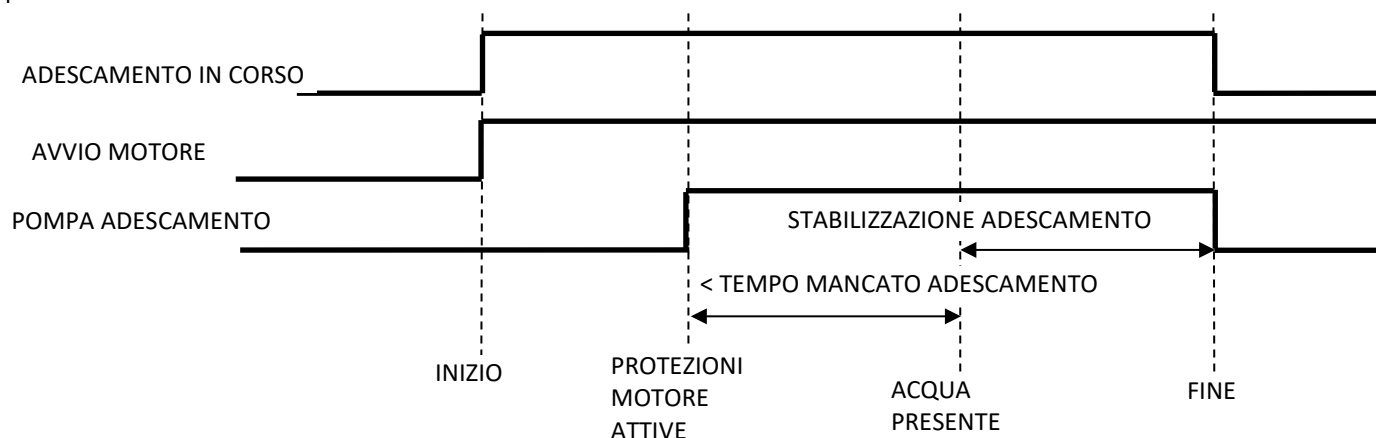 ADESCAMENTO IN CORSO
AVVIO MOTORE
POMPA ADESCAMENTO
STABILIZZAZIONE ADESCAMENTO
< TEMPO MANCATO ADESCAMENTO
INIZIO
PROTEZIONI
MOTORE
ATTIVE
ACQUA
PRESENTE
FINE